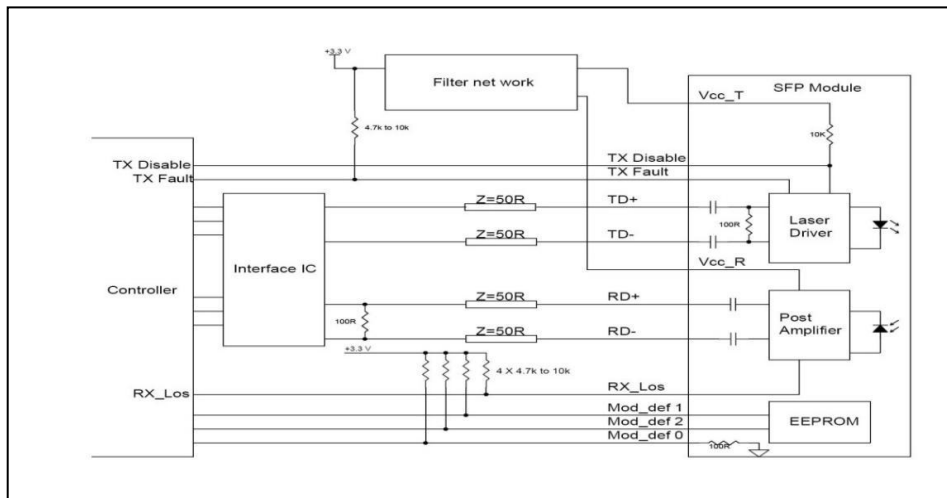 +3.3 V
Filter net work
SFP Module
Vcc_T
4.7k to 10k
10K
TX Disable
TX Disable
TX Fault
TX Fault
Z=50R
TD+
Laser
Driver
100R
Z=50R
TD-
Interface IC
Vcc_R
Controller
Z=50R
RD+
Post
Amplifier
100R
Z=50R
RD-
+3.3 V
4 X 4.7k to 10k
RX_Los
RX_Los
Mod_def 1
EEPROM
Mod_def 2
Mod_def 0
100R